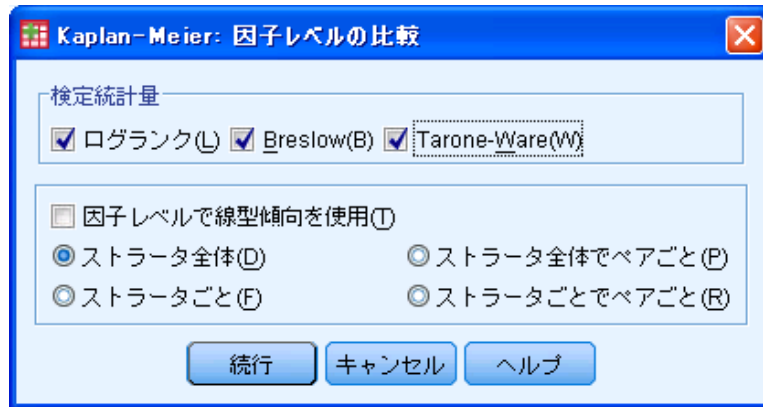 Kaplan-Meier: 因子レベルの比較
検定統計量
ログランク(L) Breslow(B) Tarone-Ware(W)
因子レベルで線型傾向を使用(T)
ストラータ全体(D) ストラータ全体でペアごと(P)
ストラータごと(F) ストラータごとでペアごと(R)
続行 キャンセル ヘルプ